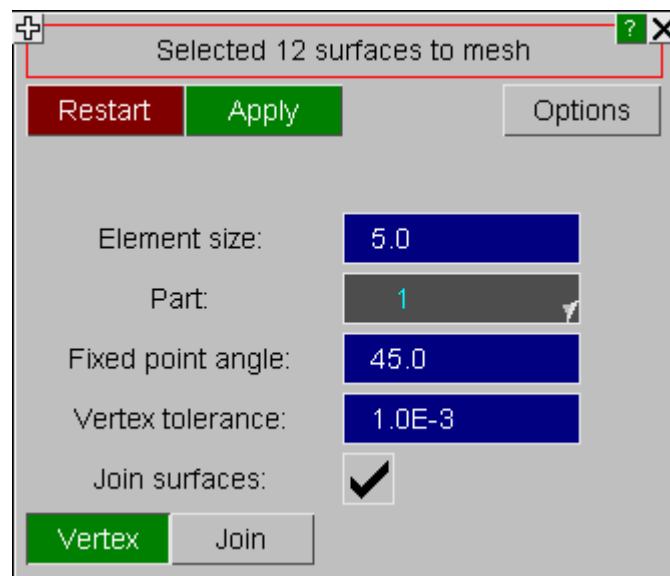 ?
Selected 12 surfaces to mesh
Restart Apply Options
Element size: 5.0
Part: 1
Fixed point angle: 45.0
Vertex tolerance: 1.0E-3
Join surfaces:
Vertex Join